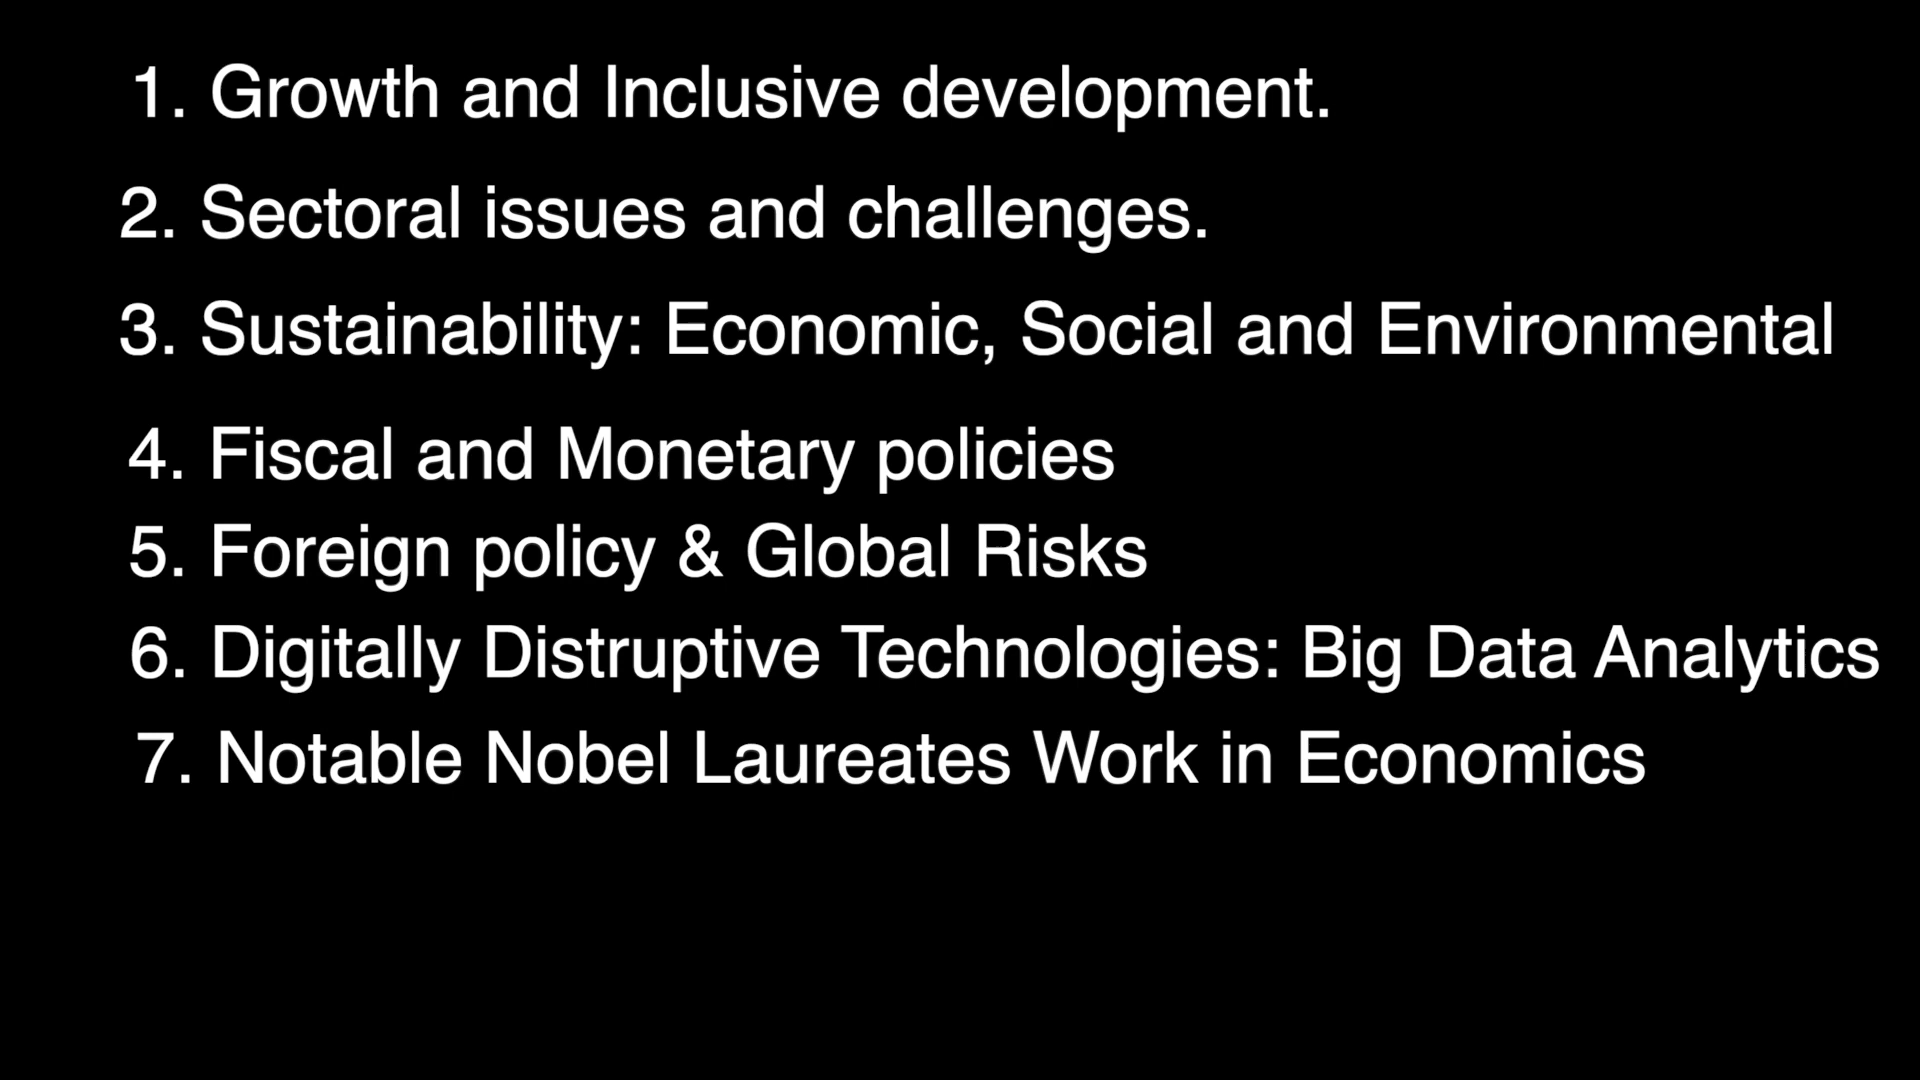 1. Growth and Inclusive development.
2. Sectoral issues and challenges.
3. Sustainability: Economic, Social and Environmental
4. Fiscal and Monetary policies
5. Foreign policy & Global Risks
6. Digitally Distruptive Technologies: Big Data Analytics
7. Notable Nobel Laureates Work in Economics